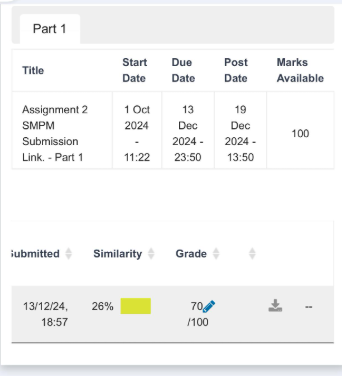 Part 1
Title Start Date Due Date Post Date Marks Available
Assignment 2 SMPM Submission Link. - Part 1 1 Oct 2024 - 11:22 13 Dec 2024 - 23:50 19 Dec 2024 - 13:50 100
Submitted Similarity Grade
13/12/24, 18:57 26% 70 /100 --